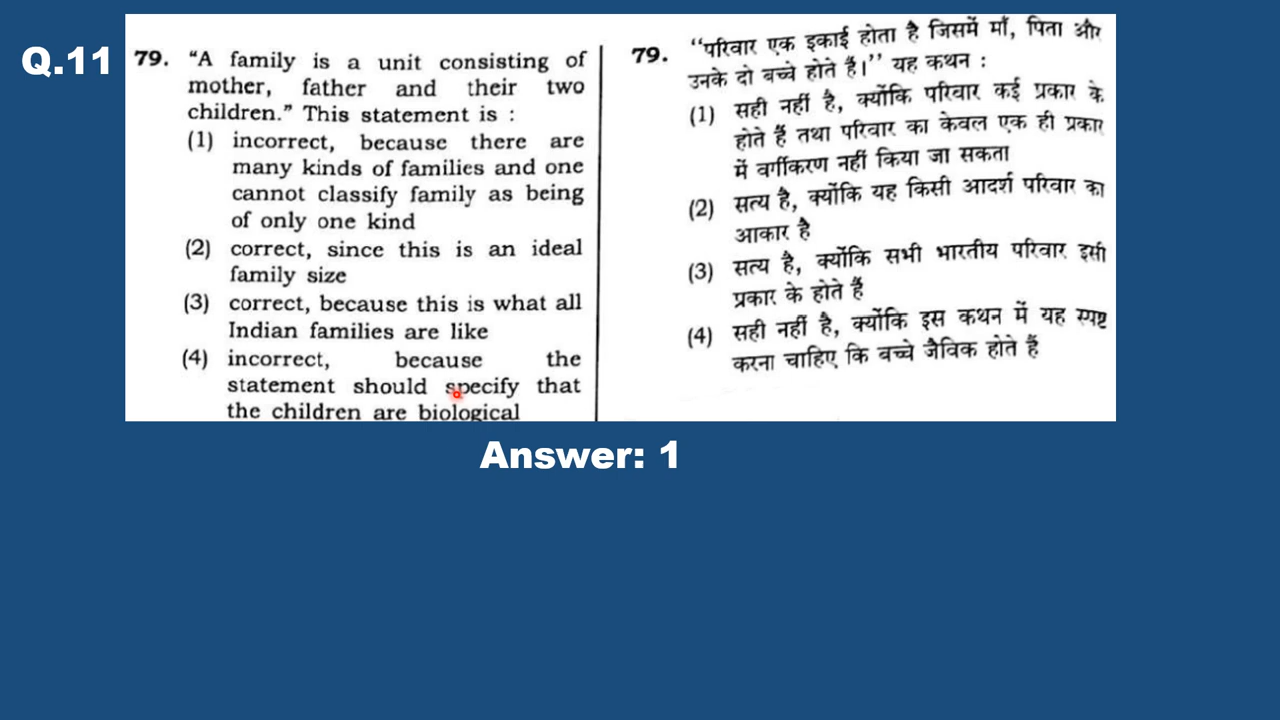 Q.11
79. "A family is a unit consisting of
mother, father and their two
children." This statement is :
(1) incorrect, because there are
many kinds of families and one
cannot classify family as being
of only one kind
(2) correct, since this is an ideal
family size
(3) correct, because this is what all
Indian families are like
(4) incorrect, because the
statement should specify that
the children are biological
79. "परिवार एक इकाई होता है जिसमें माँ, पिता और
उनके दो बच्चे होते हैं।" यह कथन :
(1) सही नहीं है, क्योंकि परिवार कई प्रकार के
होते हैं तथा परिवार का केवल एक ही प्रकार
में वर्गीकरण नहीं किया जा सकता
(2) सत्य है, क्योंकि यह किसी आदर्श परिवार का
आकार है
(3) सत्य है, क्योंकि सभी भारतीय परिवार इसी
प्रकार के होते हैं
(4) सही नहीं है, क्योंकि इस कथन में यह स्पष्ट
करना चाहिए कि बच्चे जैविक होते हैं
Answer: 1